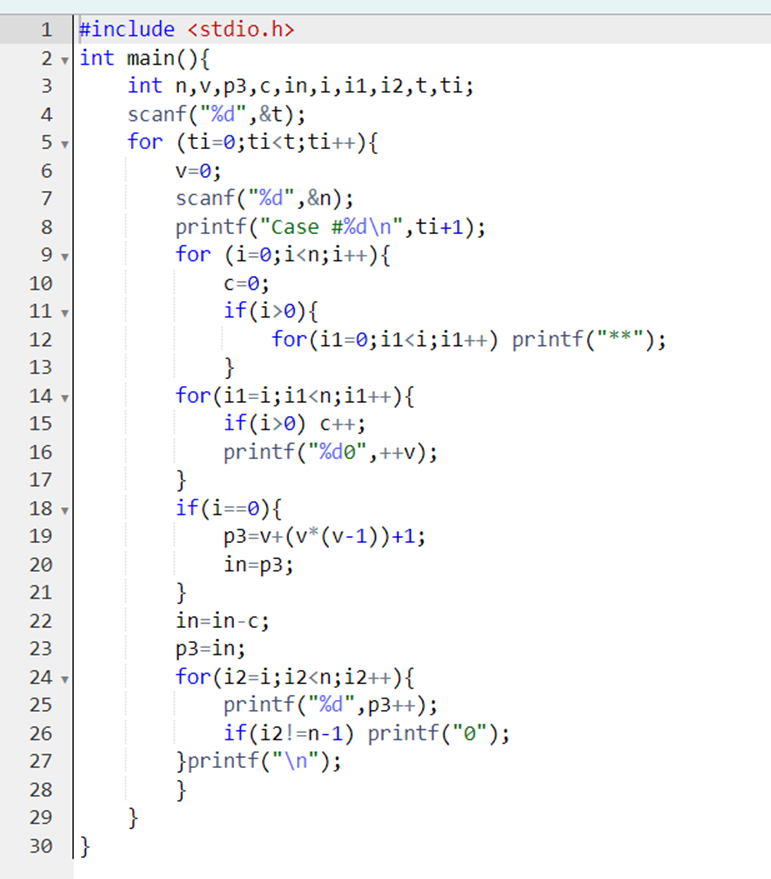 1 #include <stdio.h>
2 int main(){
3 int n,v,p3,c,in,i,i1,i2,t,ti;
4 scanf("%d",&t);
5 for (ti=0;ti<t;ti++){
6 v=0;
7 scanf("%d",&n);
8 printf("Case #%d\n",ti+1);
9 for (i=0;i<n;i++){
10 c=0;
11 if(i>0){
12 for(i1=0;i1<i;i1++) printf("**");
13 }
14 for(i1=i;i1<n;i1++){
15 if(i>0) c++;
16 printf("%d0",++v);
17 }
18 if(i==0){
19 p3=v+(v*(v-1))+1;
20 in=p3;
21 }
22 in=in-c;
23 p3=in;
24 for(i2=i;i2<n;i2++){
25 printf("%d",p3++);
26 if(i2!=n-1) printf("0");
27 }printf("\n");
28 }
29 }
30 }